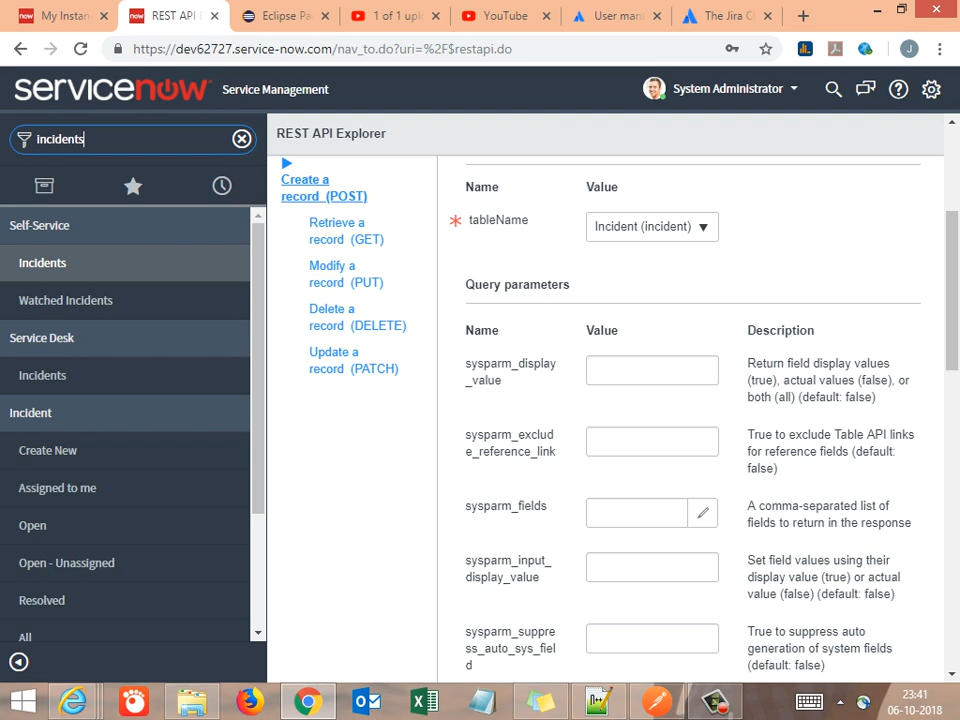 My Instan
REST API E
Eclipse Pa
1 of 1 upl
YouTube
User man
The Jira C
https://dev62727.service-now.com/nav_to.do?uri=%2F$restapi.do
J
servicenow Service Management
System Administrator
incidents
REST API Explorer
Self-Service
Incidents
Watched Incidents
Service Desk
Incidents
Incident
Create New
Assigned to me
Open
Open - Unassigned
Resolved
All
Create a
record (POST)
Retrieve a
record (GET)
Modify a
record (PUT)
Delete a
record (DELETE)
Update a
record (PATCH)
Name Value
* tableName Incident (incident)
Query parameters
Name Value Description
sysparm_display
_value
Return field display values
(true), actual values (false), or
both (all) (default: false)
sysparm_exclud
e_reference_link
True to exclude Table API links
for reference fields (default:
false)
sysparm_fields
A comma-separated list of
fields to return in the response
sysparm_input_
display_value
Set field values using their
display value (true) or actual
value (false) (default: false)
sysparm_suppre
ss_auto_sys_fiel
d
True to suppress auto
generation of system fields
(default: false)
23:41
06-10-2018